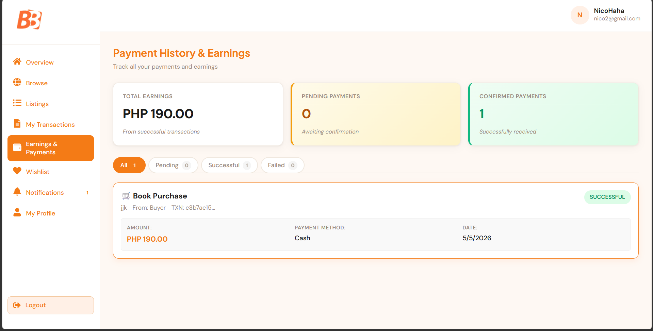 BB
N
NicoHaha
nico2@gmail.com
Overview
Browse
Listings
My Transactions
Earnings &
Payments
Wishlist
Notifications 1
My Profile
Logout
Payment History & Earnings
Track all your payments and earnings
TOTAL EARNINGS
PHP 190.00
From successful transactions
PENDING PAYMENTS
0
Awaiting confirmation
CONFIRMED PAYMENTS
1
Successfully received
All 1
Pending 0
Successful 1
Failed 0
Book Purchase
SUCCESSFUL
From: Buyer TXN:
AMOUNT
PAYMENT METHOD
DATE
PHP 190.00
Cash
5/5/2026